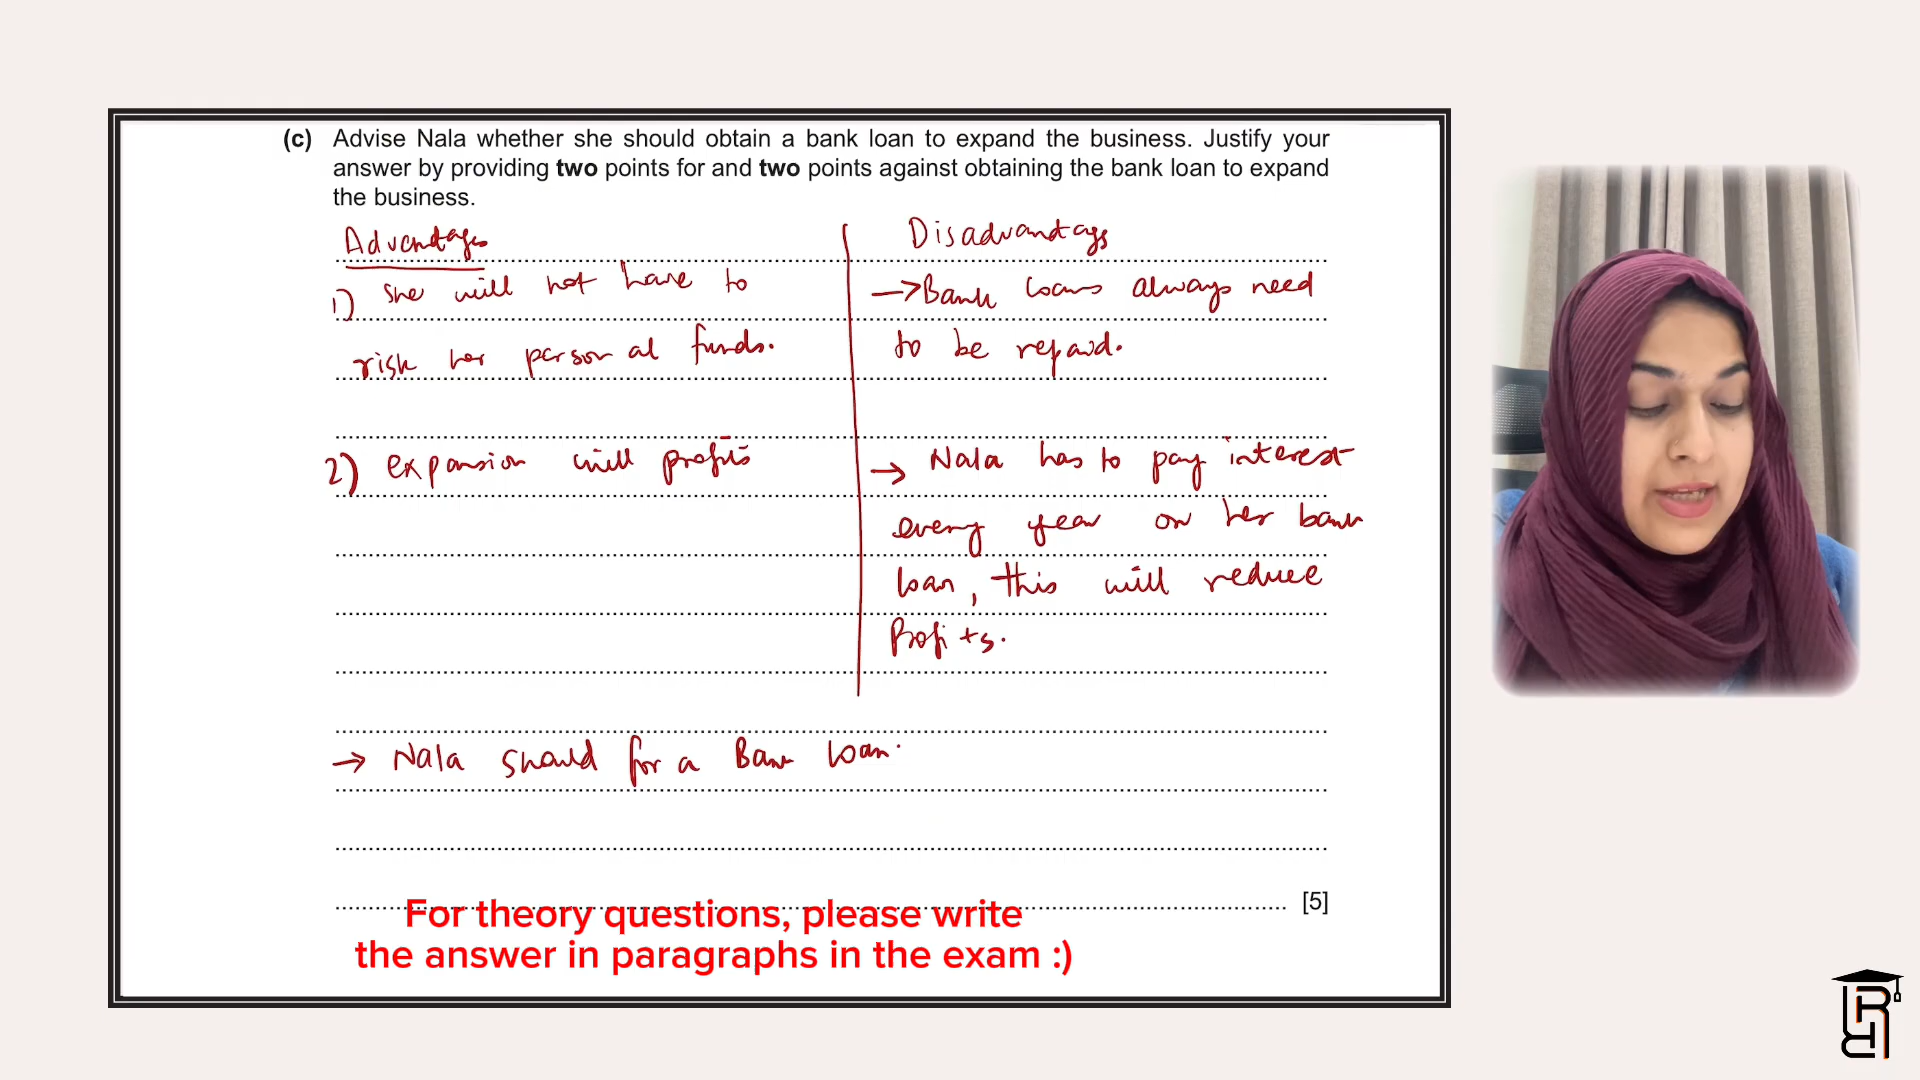 (c) Advise Nala whether she should obtain a bank loan to expand the business. Justify your
answer by providing two points for and two points against obtaining the bank loan to expand
the business.
Advantages
1) She will not have to
risk her personal funds.
2) expansion will profits
Disadvantages
→ Bank loans always need
to be repaid.
→ Nala has to pay interest
every year on her bank
loan, this will reduce
Profits.
→ Nala should for a Bank loan.
[5]
For theory questions, please write
the answer in paragraphs in the exam :)